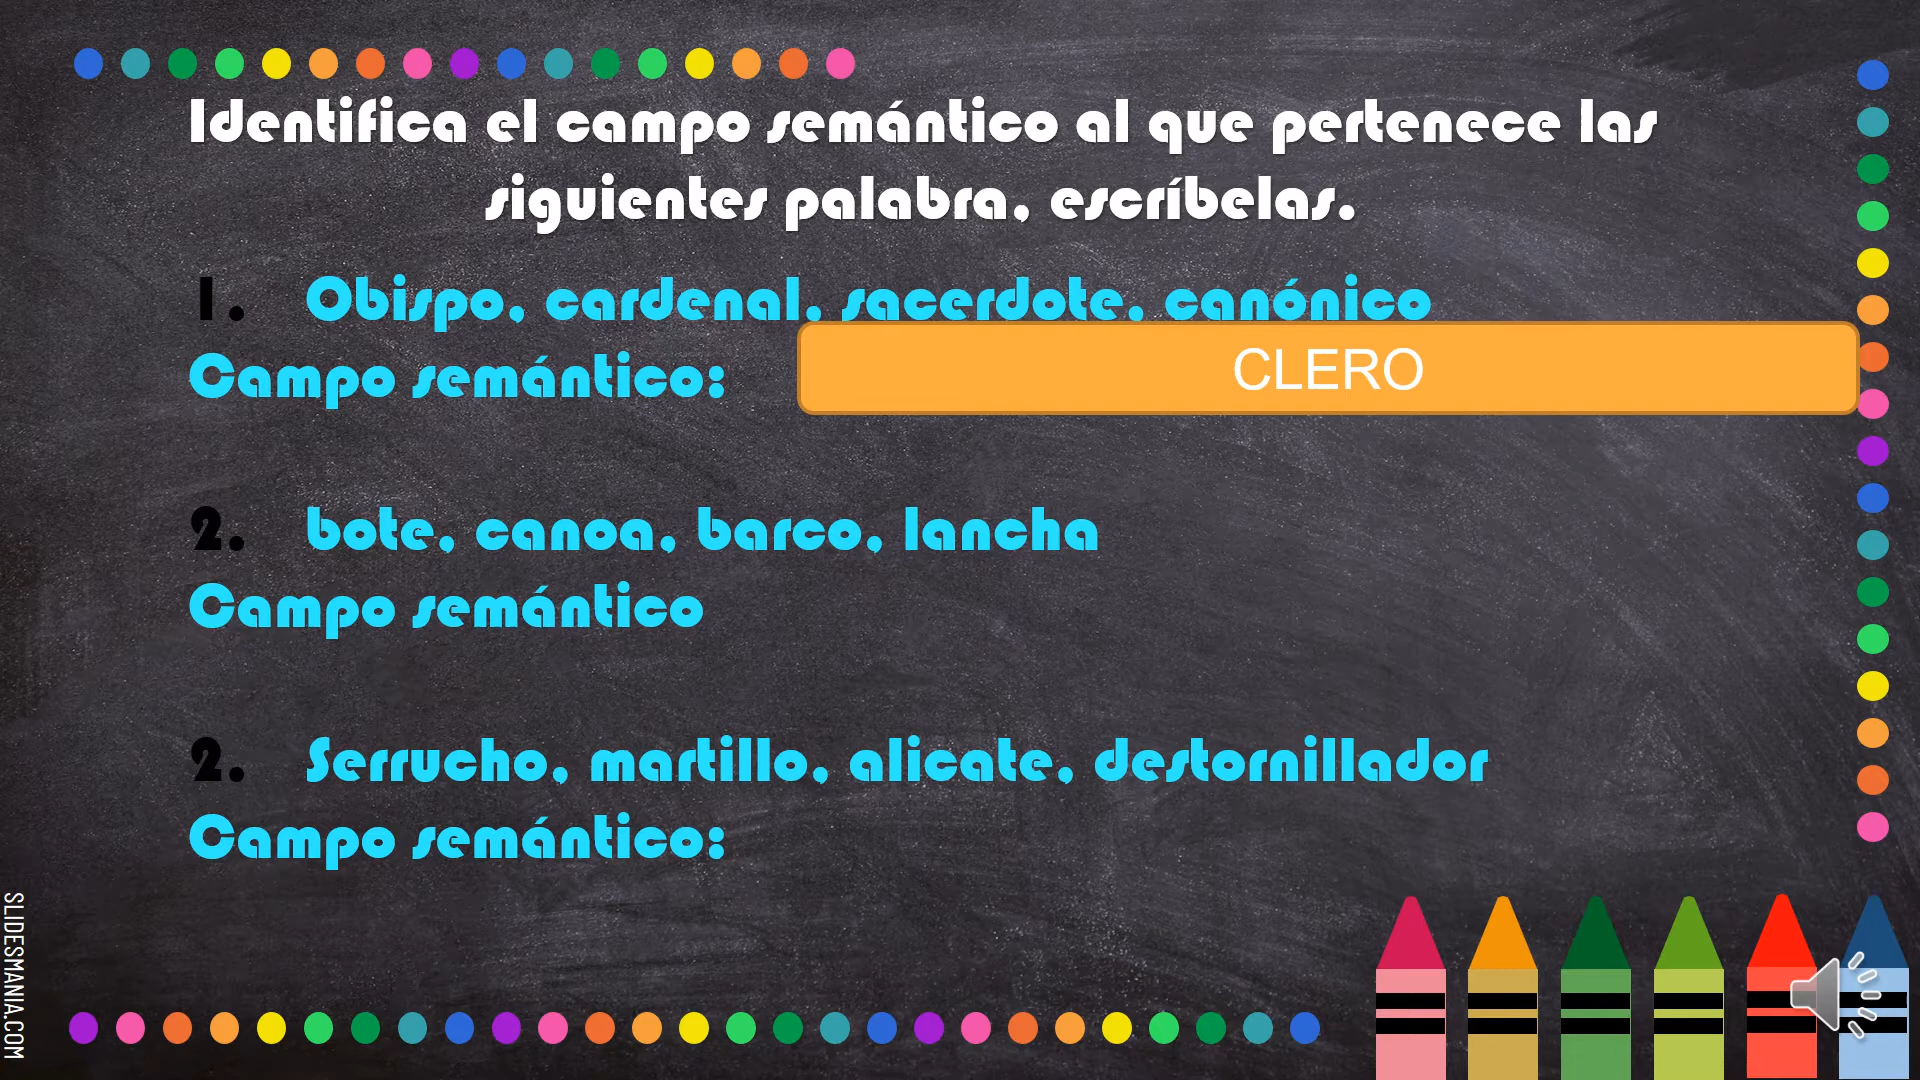 Identifica el campo semántico al que pertenece las
siguientes palabra, escríbelas.
1. Obispo, cardenal, sacerdote, canónico
Campo semántico:
CLERO
2. bote, canoa, barco, lancha
Campo semántico
2. Serrucho, martillo, alicate, destornillador
Campo semántico:
SLIDESMANIA.COM